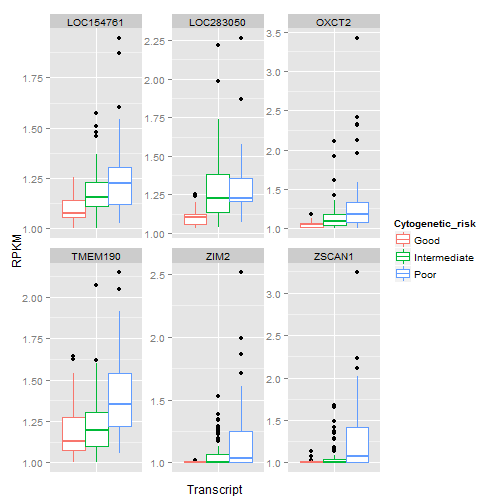 LOC154761 LOC283050 OXCT2
1.00 1.25 1.50 1.75
1.00 1.25 1.50 1.75 2.00 2.25
1.0 1.5 2.0 2.5 3.0 3.5
RPKM
TMEM190 ZIM2 ZSCAN1
1.00 1.25 1.50 1.75 2.00
1.0 1.5 2.0 2.5
1.0 1.5 2.0 2.5 3.0
Transcript
Cytogenetic_risk
Good
Intermediate
Poor